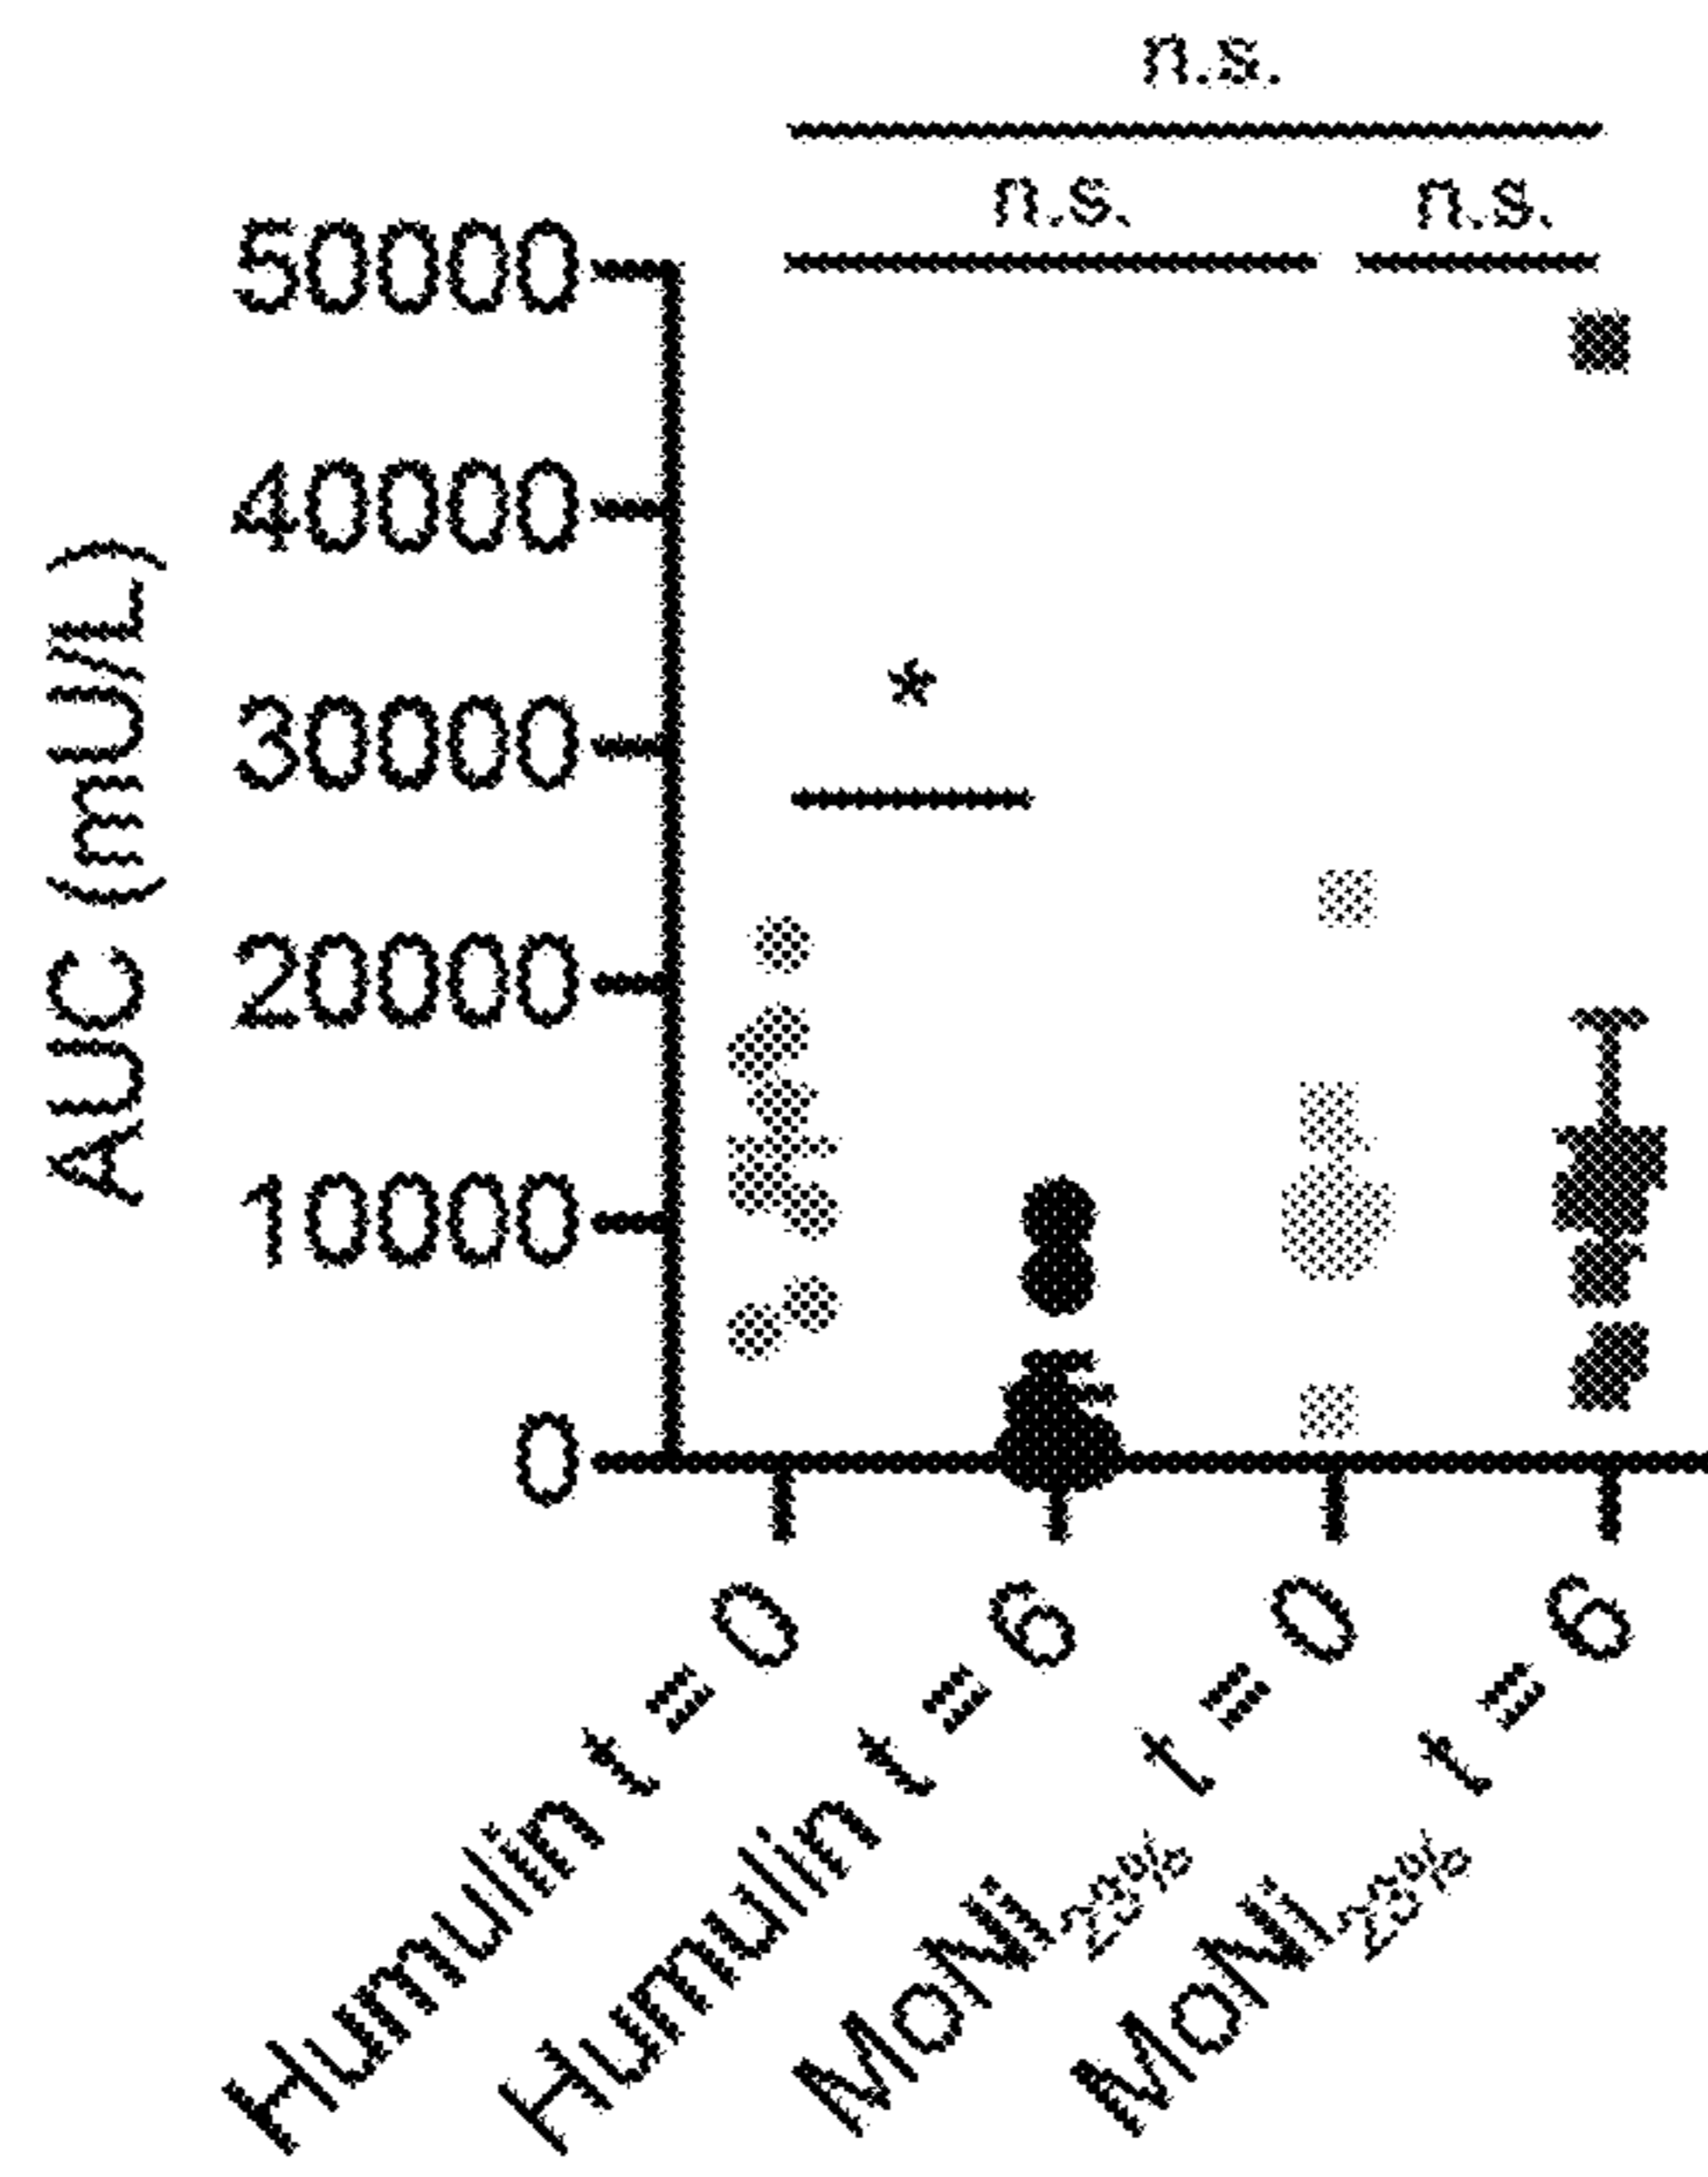 n.s.
n.s. n.s.
50000
40000
*
30000
20000
10000
0
AUC (mU/L)
Humulin t = 0
Humulin t = 6
MoNi23% t = 0
MoNi23% t = 6